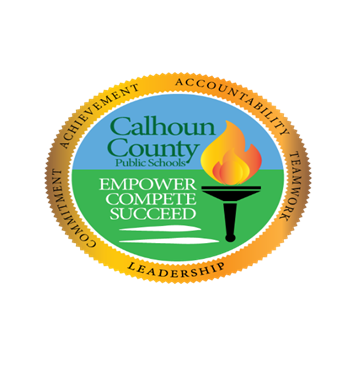 COMMITMENT
ACHIEVEMENT
ACCOUNTABILITY
TEAMWORK
LEADERSHIP
Calhoun
County
Public Schools
EMPOWER
COMPETE
SUCCEED